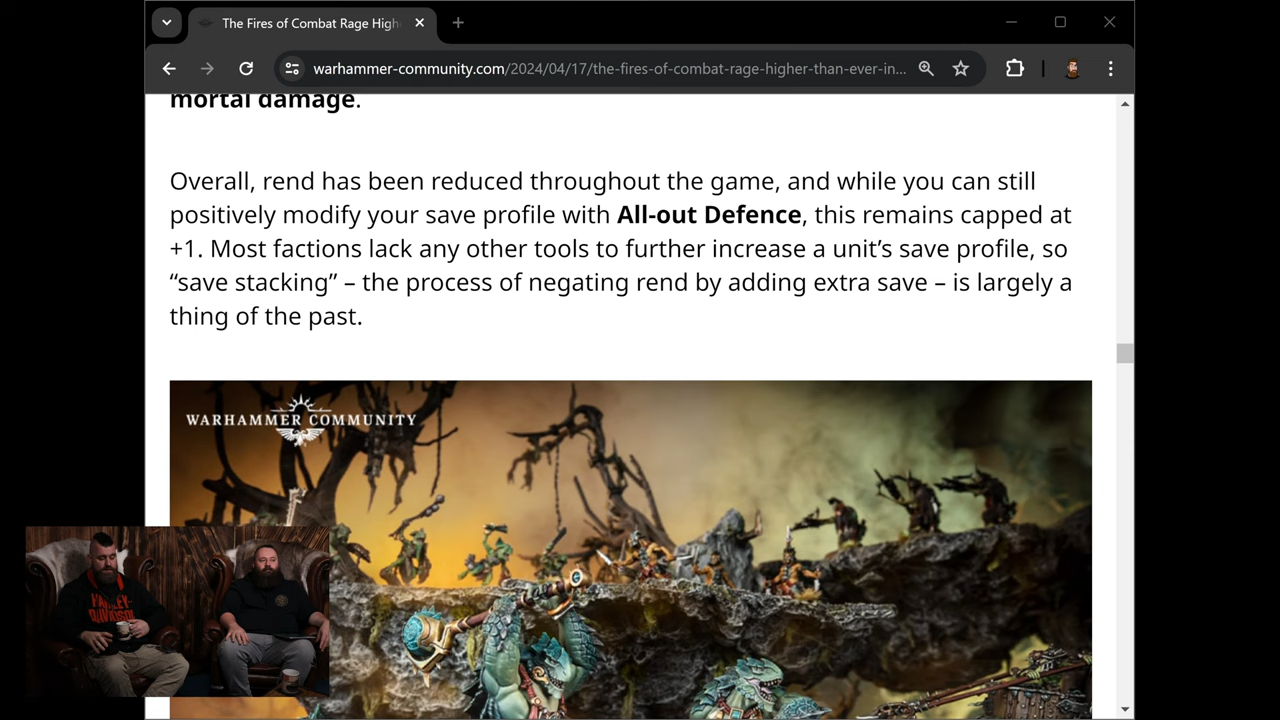 The Fires of Combat Rage High
warhammer-community.com/2024/04/17/the-fires-of-combat-rage-higher-than-ever-in...
mortal damage.
Overall, rend has been reduced throughout the game, and while you can still
positively modify your save profile with All-out Defence, this remains capped at
+1. Most factions lack any other tools to further increase a unit’s save profile, so
“save stacking” – the process of negating rend by adding extra save – is largely a
thing of the past.
WARHAMMER COMMUNITY
HARLEY-
DAVIDSON